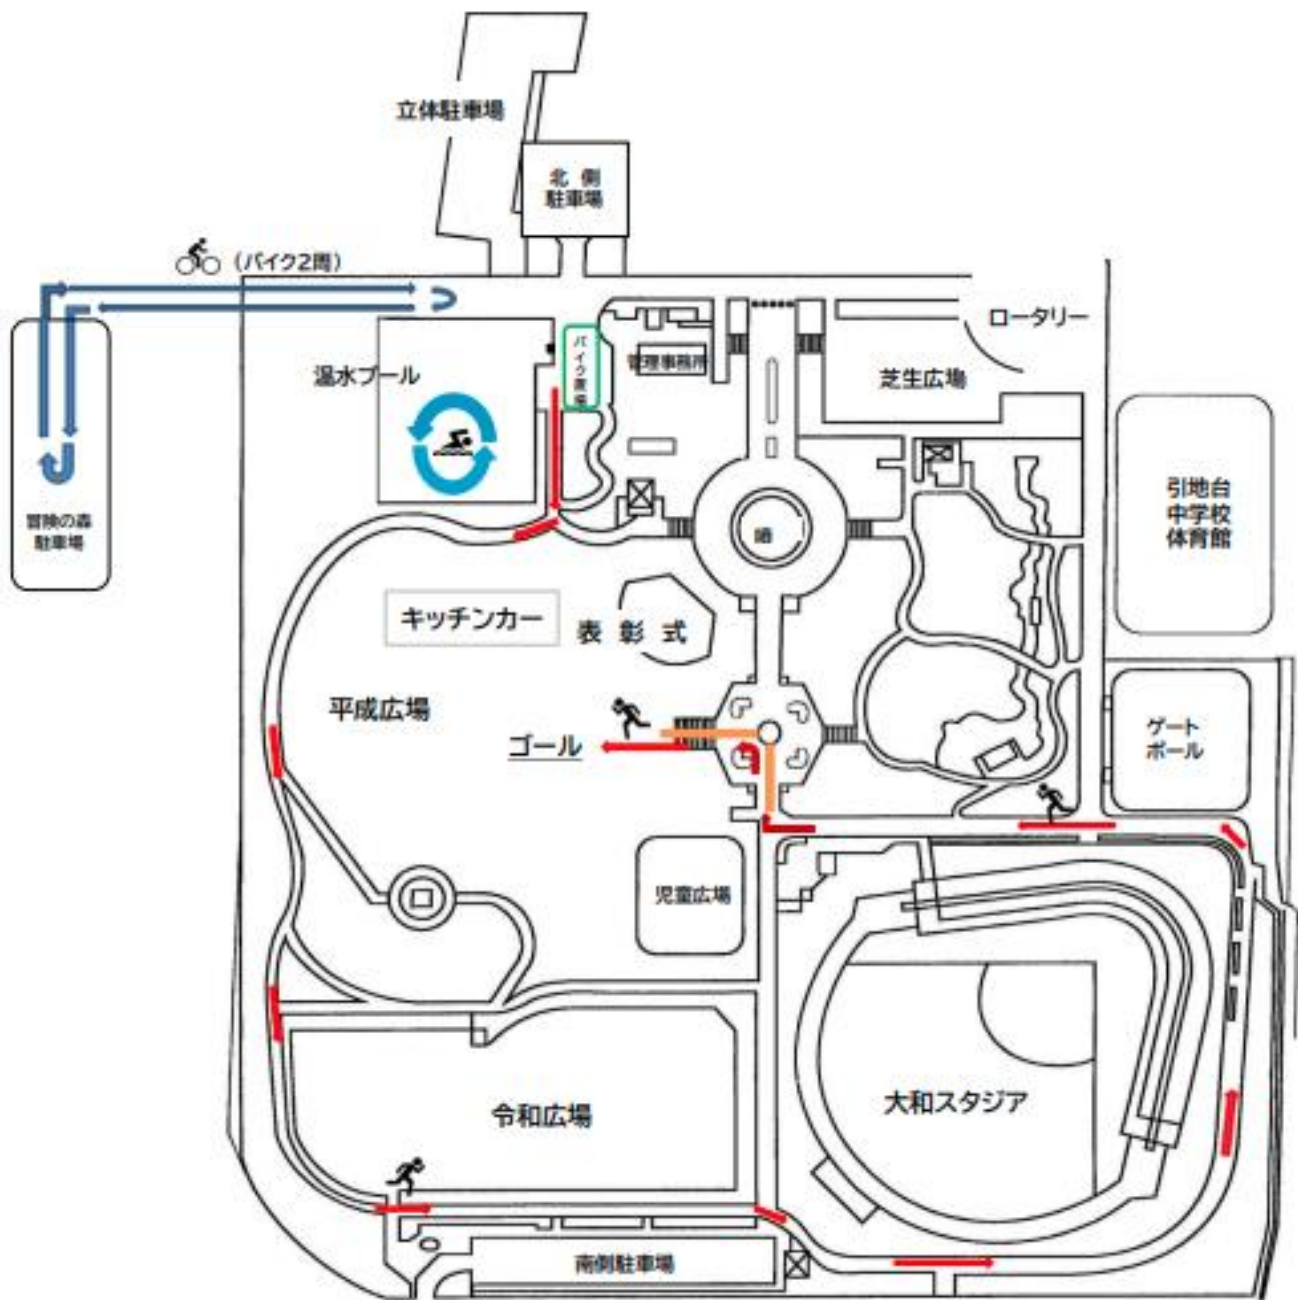 立体駐車場
北側
駐車場
(バイク2周)
ロータリー
温水プール
バイク置場
管理事務所
芝生広場
冒険の森
駐車場
引地台
中学校
体育館
キッチンカー
表彰式
平成広場
ゴール
ゲート
ボール
児童広場
令和広場
大和スタジア
南側駐車場